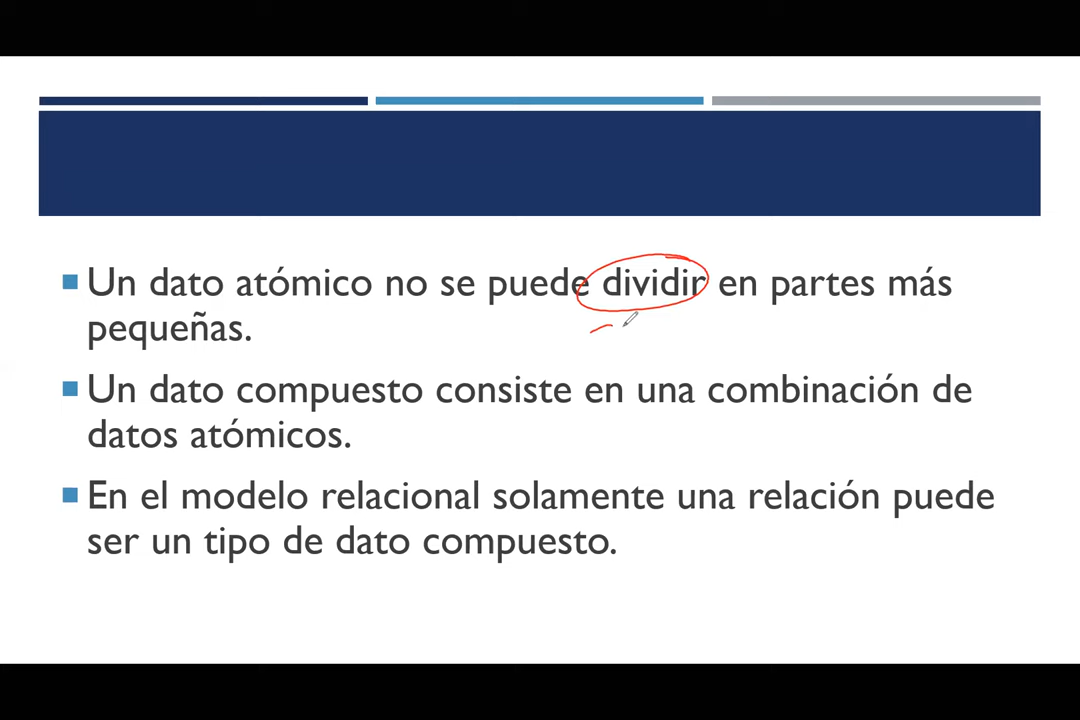 Un dato atómico no se puede dividir en partes más
pequeñas.
Un dato compuesto consiste en una combinación de
datos atómicos.
En el modelo relacional solamente una relación puede
ser un tipo de dato compuesto.